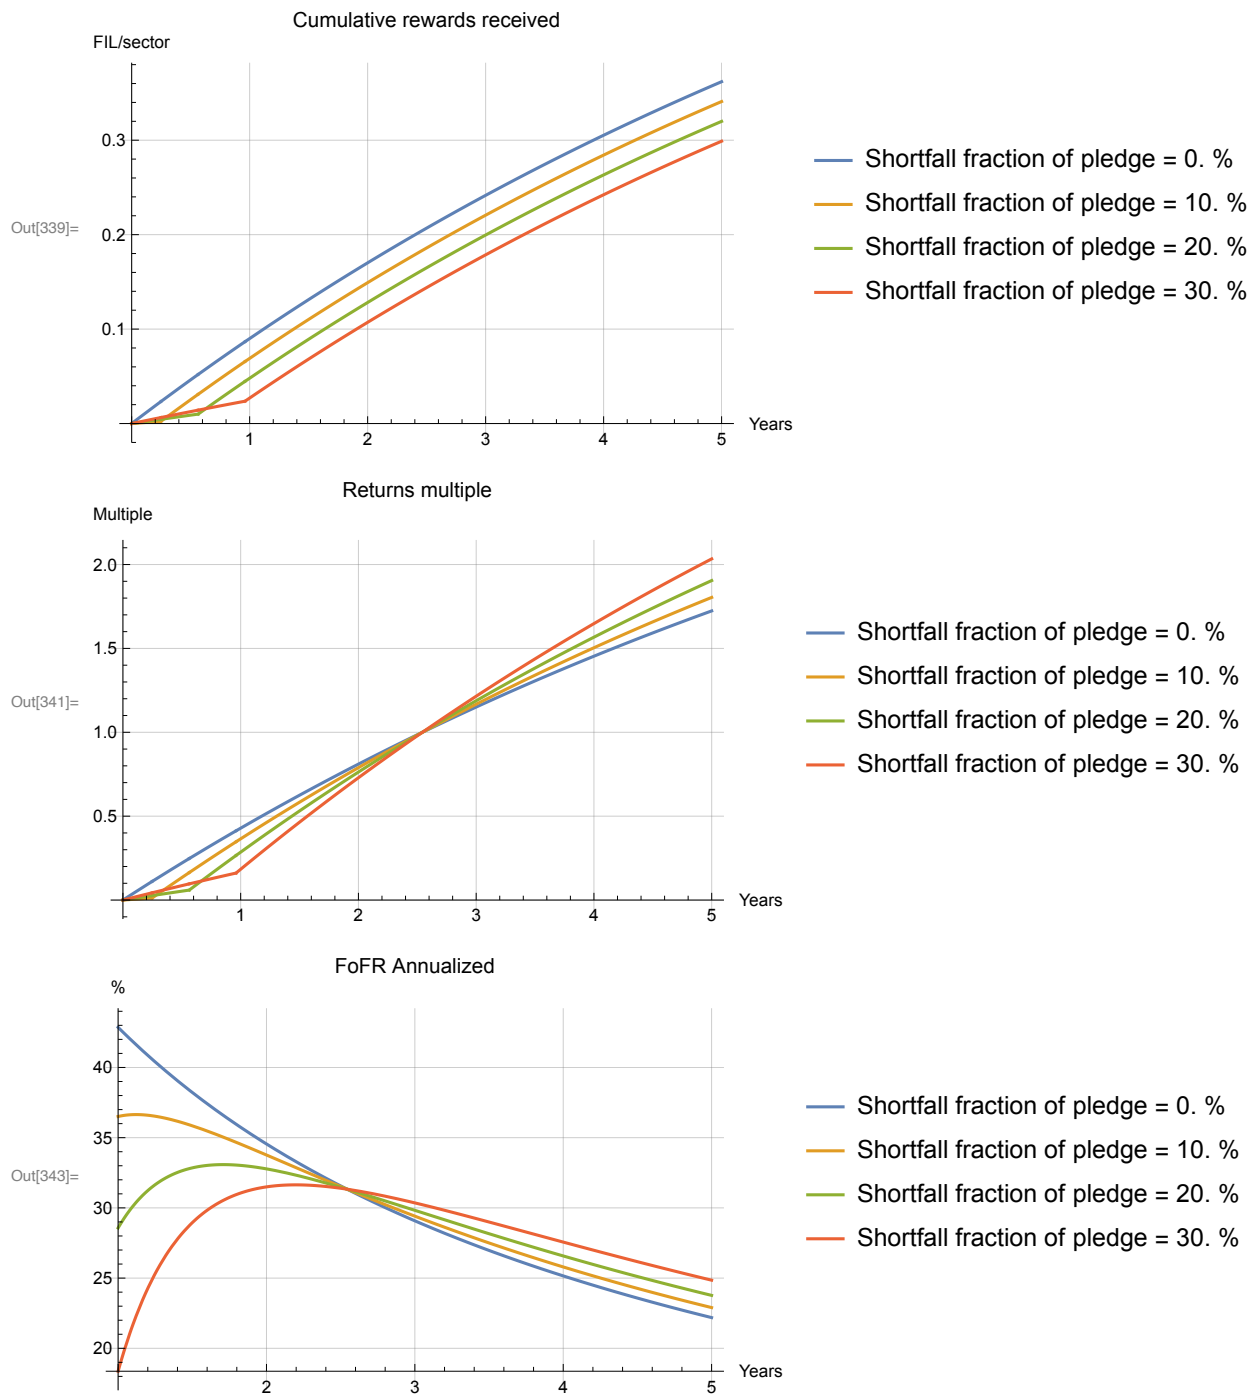 Cumulative rewards received
FIL/sector
0.3
0.2
0.1
1 2 3 4 5 Years
Out[339]=
Shortfall fraction of pledge = 0. %
Shortfall fraction of pledge = 10. %
Shortfall fraction of pledge = 20. %
Shortfall fraction of pledge = 30. %
Returns multiple
Multiple
2.0
1.5
1.0
0.5
1 2 3 4 5 Years
Out[341]=
Shortfall fraction of pledge = 0. %
Shortfall fraction of pledge = 10. %
Shortfall fraction of pledge = 20. %
Shortfall fraction of pledge = 30. %
FoFR Annualized
%
40
35
30
25
20
2 3 4 5 Years
Out[343]=
Shortfall fraction of pledge = 0. %
Shortfall fraction of pledge = 10. %
Shortfall fraction of pledge = 20. %
Shortfall fraction of pledge = 30. %